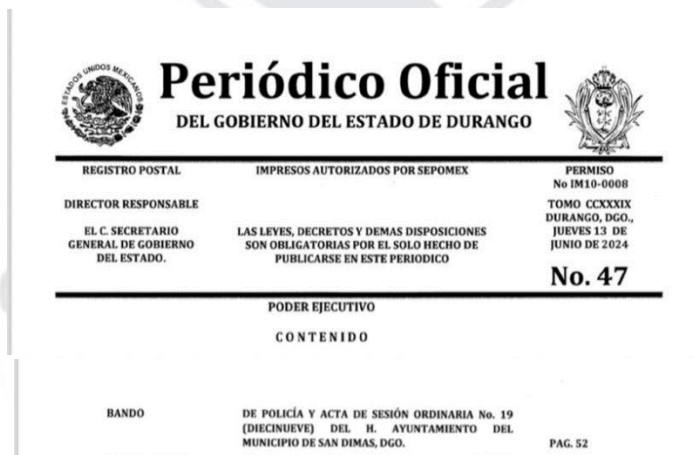 ESTADOS UNIDOS MEXICANOS
Periódico Oficial
DEL GOBIERNO DEL ESTADO DE DURANGO
REGISTRO POSTAL
IMPRESOS AUTORIZADOS POR SEPOMEX
PERMISO
No IM10-0008
DIRECTOR RESPONSABLE
EL C. SECRETARIO
GENERAL DE GOBIERNO
DEL ESTADO.
LAS LEYES, DECRETOS Y DEMAS DISPOSICIONES
SON OBLIGATORIAS POR EL SOLO HECHO DE
PUBLICARSE EN ESTE PERIODICO
TOMO CCXXXIX
DURANGO, DGO.,
JUEVES 13 DE
JUNIO DE 2024
No. 47
PODER EJECUTIVO
CONTENIDO
BANDO
DE POLICÍA Y ACTA DE SESIÓN ORDINARIA No. 19
(DIECINUEVE) DEL H. AYUNTAMIENTO DEL
MUNICIPIO DE SAN DIMAS, DGO.
PAG. 52